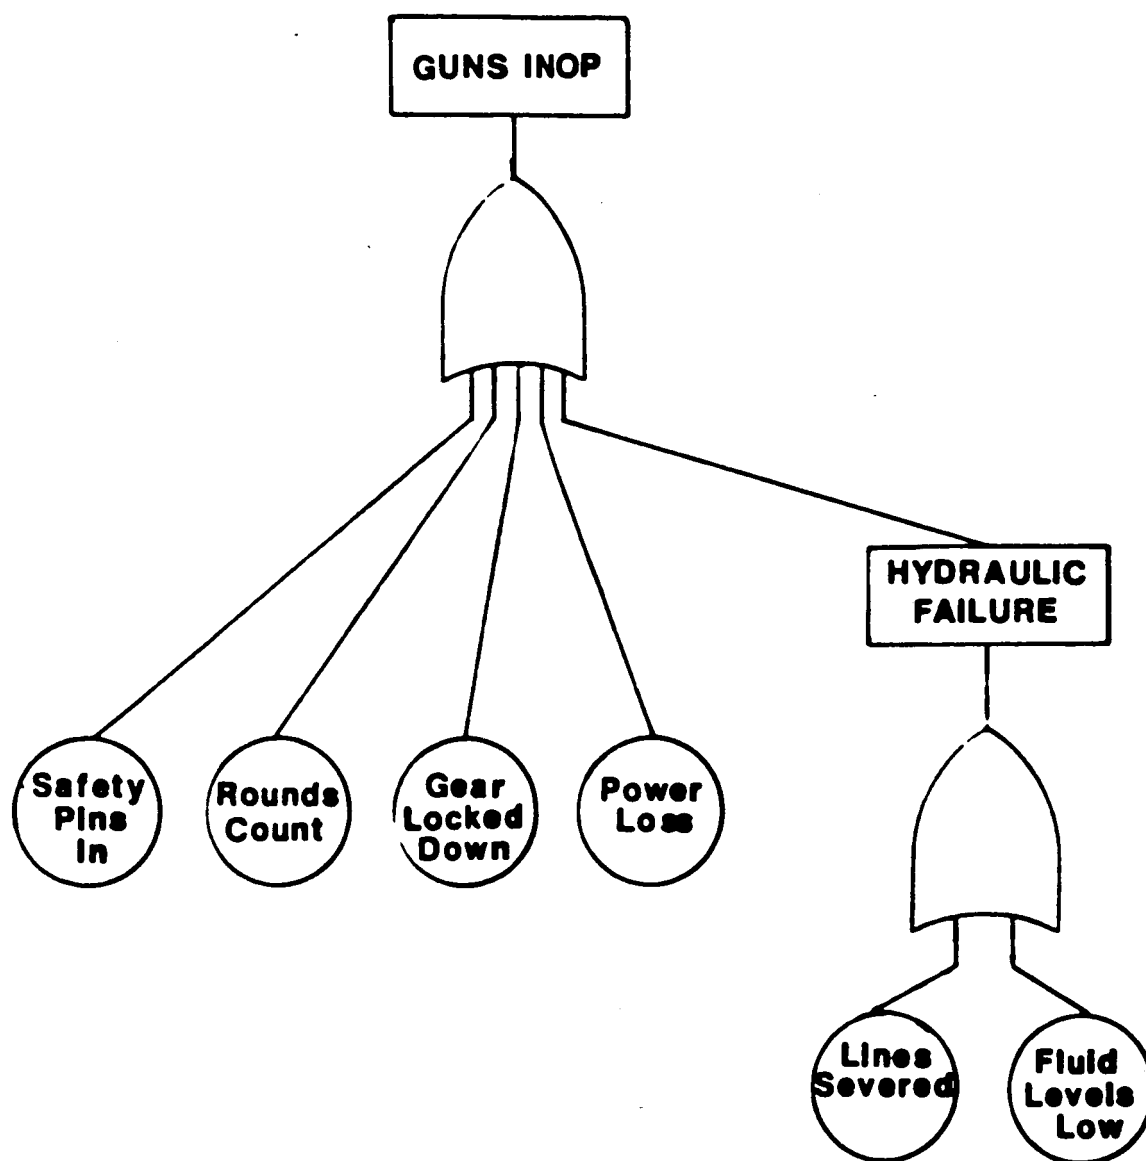 GUNS INOP
HYDRAULIC
FAILURE
Safety
Pins
In
Rounds
Count
Gear
Locked
Down
Power
Loss
Lines
Severed
Fluid
Levels
Low